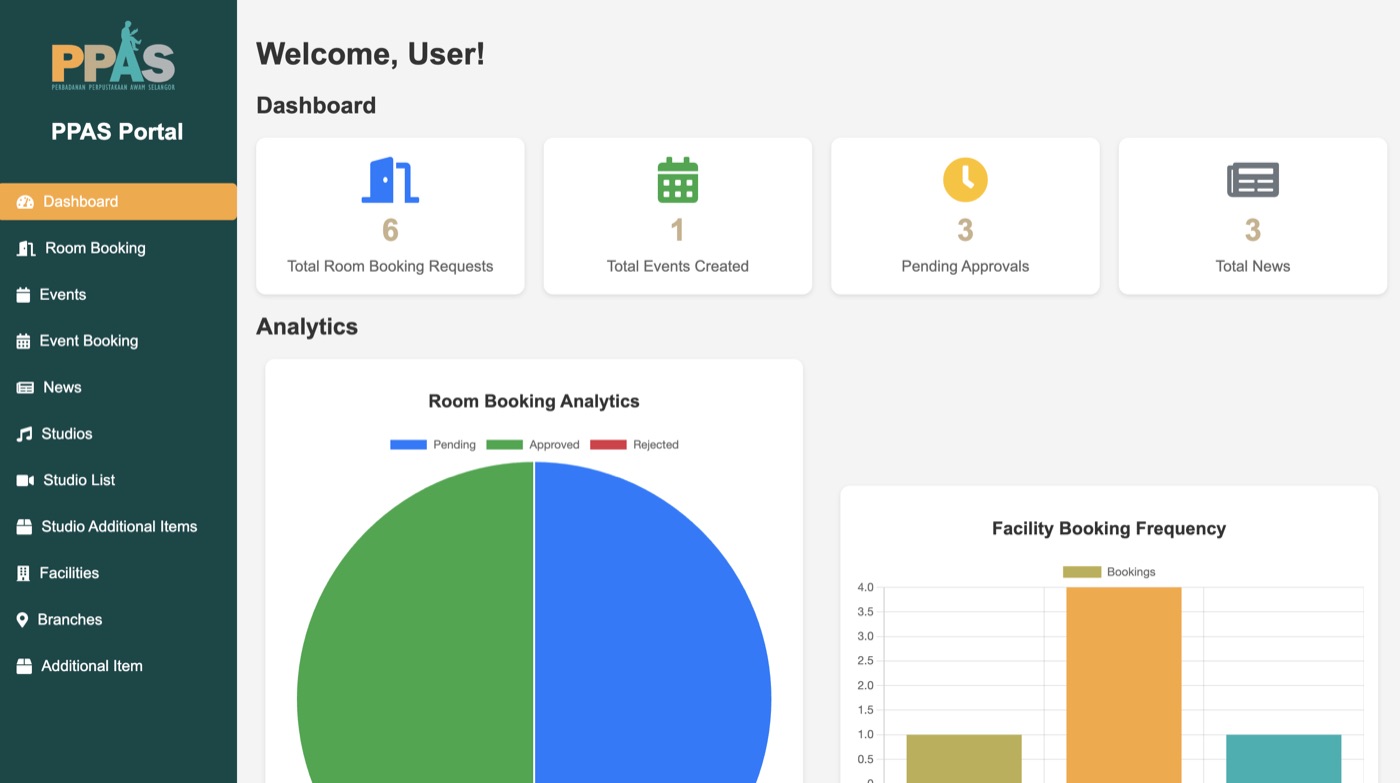 PPAS
PERBADANAN PERPUSTAKAAN AWAM SELANGOR
PPAS Portal
Dashboard
Room Booking
Events
Event Booking
News
Studios
Studio List
Studio Additional Items
Facilities
Branches
Additional Item
Welcome, User!
Dashboard
6
Total Room Booking Requests
1
Total Events Created
3
Pending Approvals
3
Total News
Analytics
Room Booking Analytics
Pending Approved Rejected
Facility Booking Frequency
Bookings
4.0
3.5
3.0
2.5
2.0
1.5
1.0
0.5
0